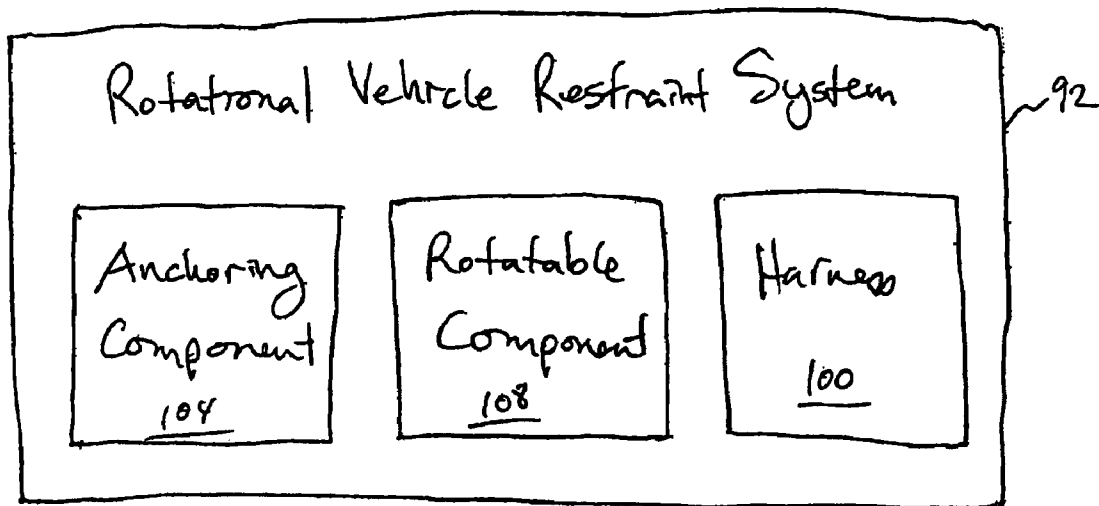 Rotational Vehicle Restraint System
92
Anchoring
Component
104
Rotatable
Component
108
Harness
100